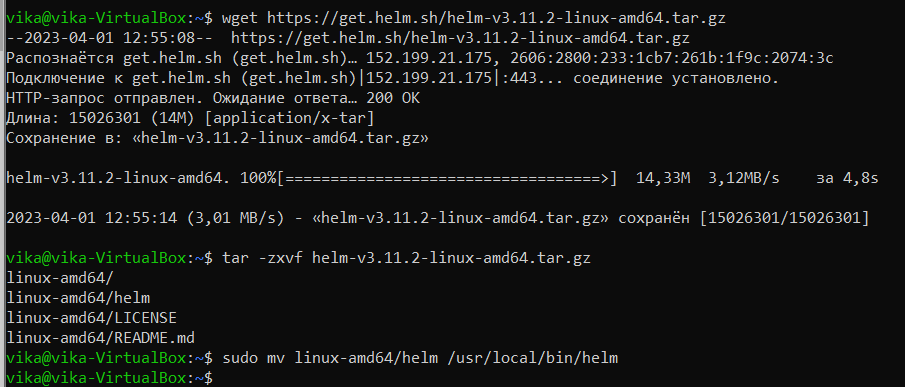 vika@vika-VirtualBox:~$ wget https://get.helm.sh/helm-v3.11.2-linux-amd64.tar.gz
--2023-04-01 12:55:08--  https://get.helm.sh/helm-v3.11.2-linux-amd64.tar.gz
Распознаётся get.helm.sh (get.helm.sh)… 152.199.21.175, 2606:2800:233:1cb7:261b:1f9c:2074:3c
Подключение к get.helm.sh (get.helm.sh)|152.199.21.175|:443... соединение установлено.
HTTP-запрос отправлен. Ожидание ответа… 200 OK
Длина: 15026301 (14M) [application/x-tar]
Сохранение в: «helm-v3.11.2-linux-amd64.tar.gz»
helm-v3.11.2-linux-amd64. 100%[===================================>]  14,33M  3,12MB/s    за 4,8s
2023-04-01 12:55:14 (3,01 MB/s) - «helm-v3.11.2-linux-amd64.tar.gz» сохранён [15026301/15026301]
vika@vika-VirtualBox:~$ tar -zxvf helm-v3.11.2-linux-amd64.tar.gz
linux-amd64/
linux-amd64/helm
linux-amd64/LICENSE
linux-amd64/README.md
vika@vika-VirtualBox:~$ sudo mv linux-amd64/helm /usr/local/bin/helm
vika@vika-VirtualBox:~$